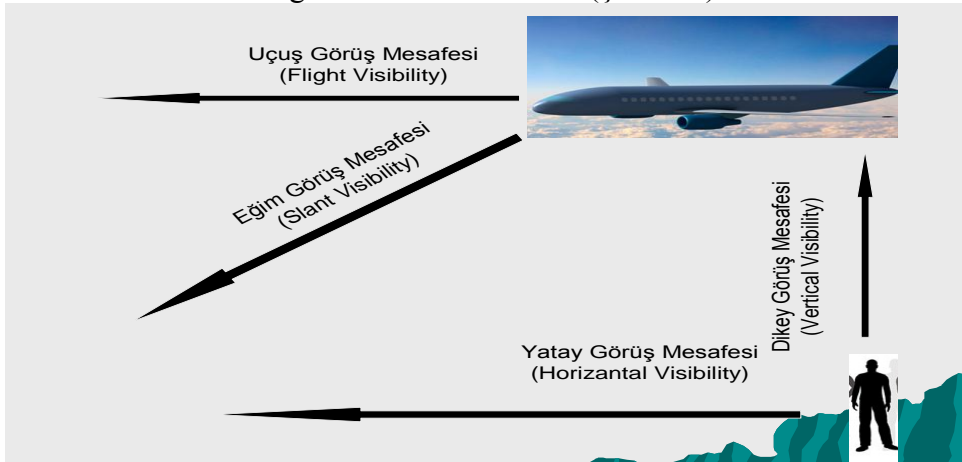 Uçuş Görüş Mesafesi
(Flight Visibility)
Eğim Görüş Mesafesi
(Slant Visibility)
Dikey Görüş Mesafesi
(Vertical Visibility)
Yatay Görüş Mesafesi
(Horizantal Visibility)